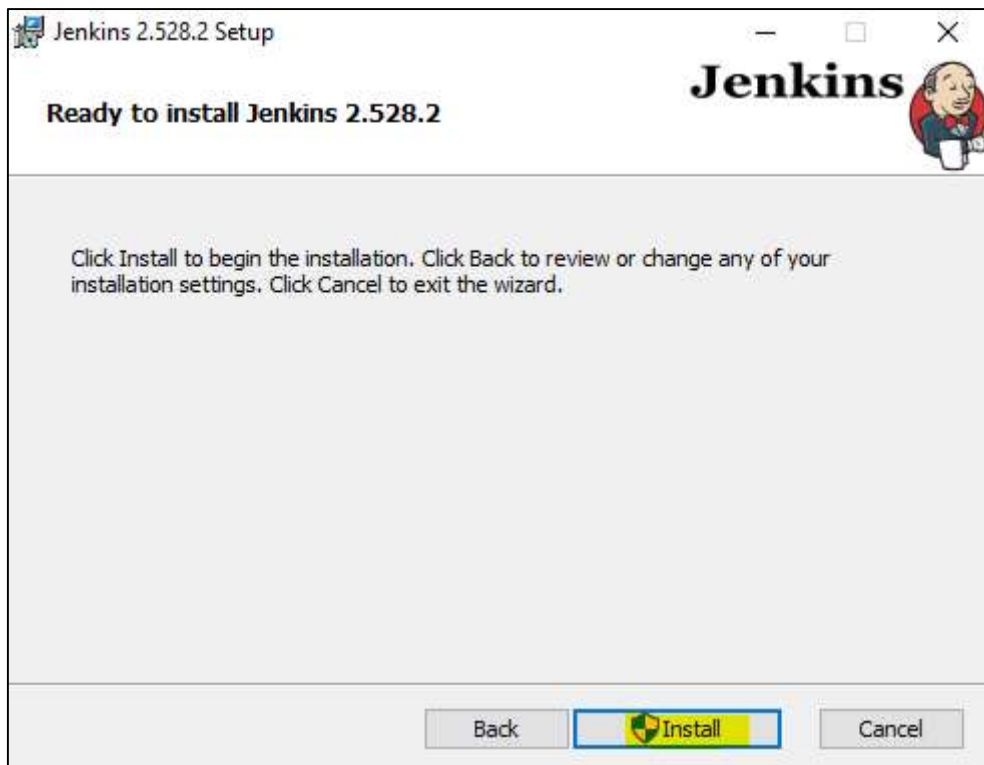 Jenkins 2.528.2 Setup
Jenkins
Ready to install Jenkins 2.528.2
Click Install to begin the installation. Click Back to review or change any of your
installation settings. Click Cancel to exit the wizard.
Back
Install
Cancel